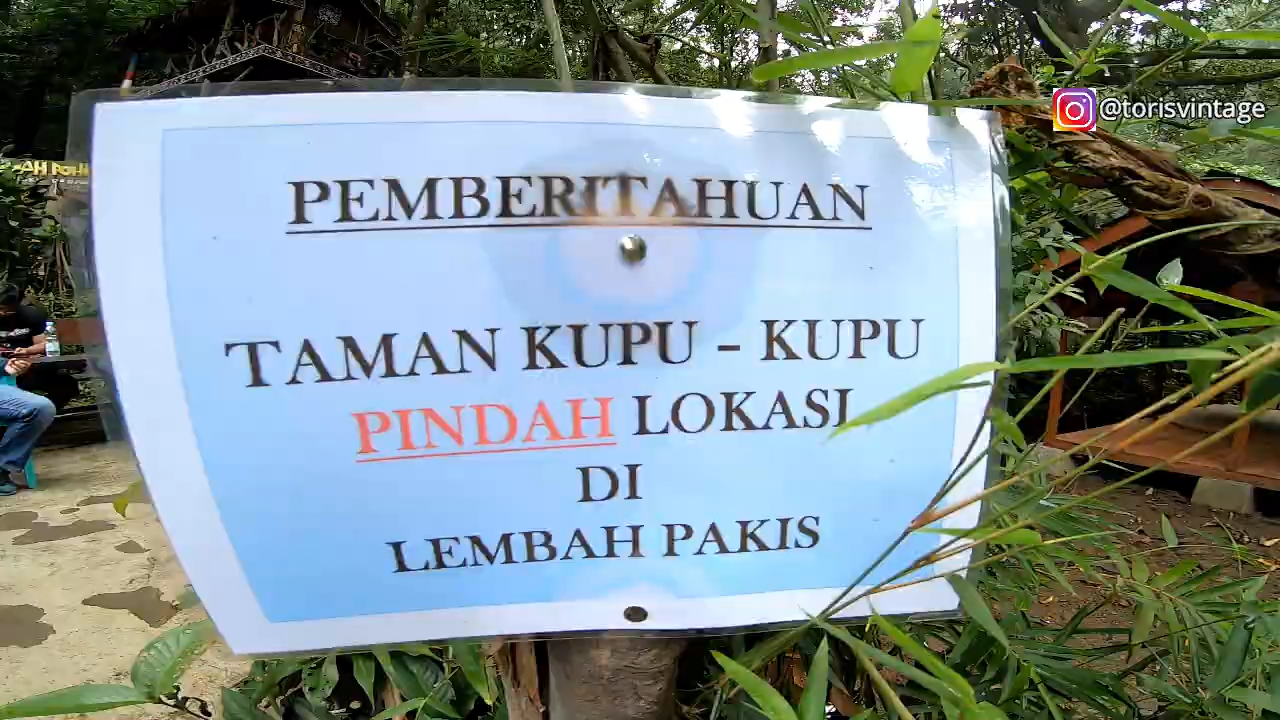 @torisvintage
PEMBERITAHUAN
TAMAN KUPU - KUPU
PINDAH LOKASI
DI
LEMBAH PAKIS